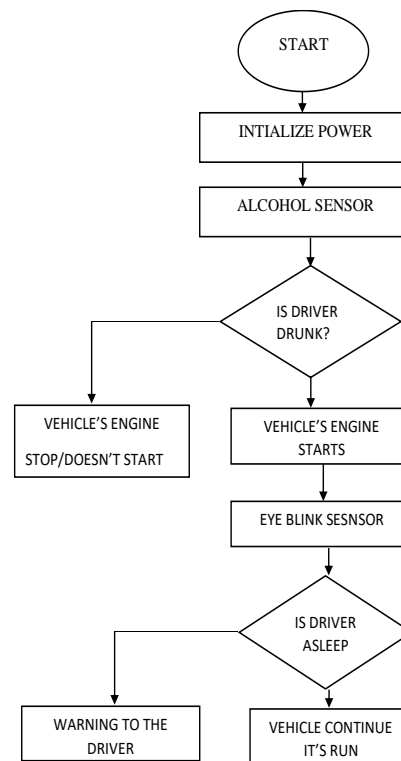 START
INTIALIZE POWER
ALCOHOL SENSOR
IS DRIVER
DRUNK?
VEHICLE'S ENGINE
STOP/DOESN'T START
VEHICLE'S ENGINE
STARTS
EYE BLINK SESNSOR
IS DRIVER
ASLEEP
WARNING TO THE
DRIVER
VEHICLE CONTINUE
IT'S RUN